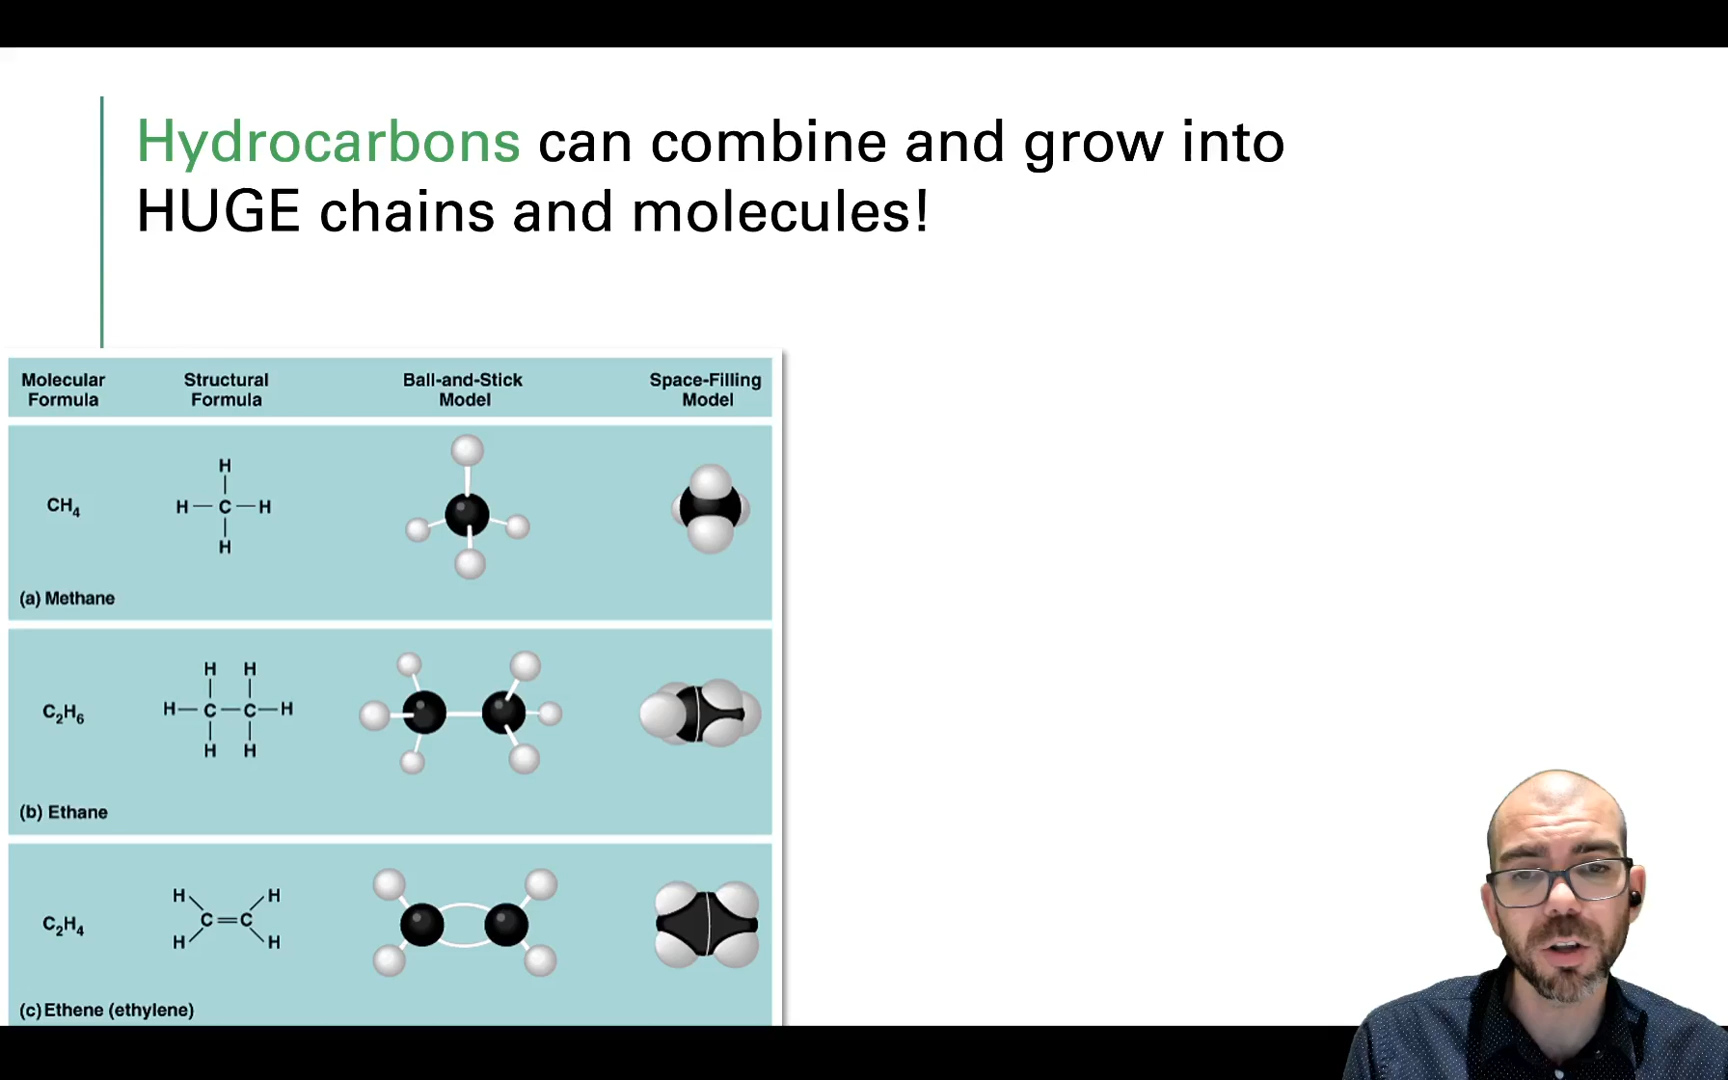 Hydrocarbons can combine and grow into
HUGE chains and molecules!
Molecular Formula
Structural Formula
Ball-and-Stick Model
Space-Filling Model
CH₄
H
H—C—H
H
(a) Methane
C₂H₆
H H
H—C—C—H
H H
(b) Ethane
C₂H₄
H H
C=C
H H
(c) Ethene (ethylene)